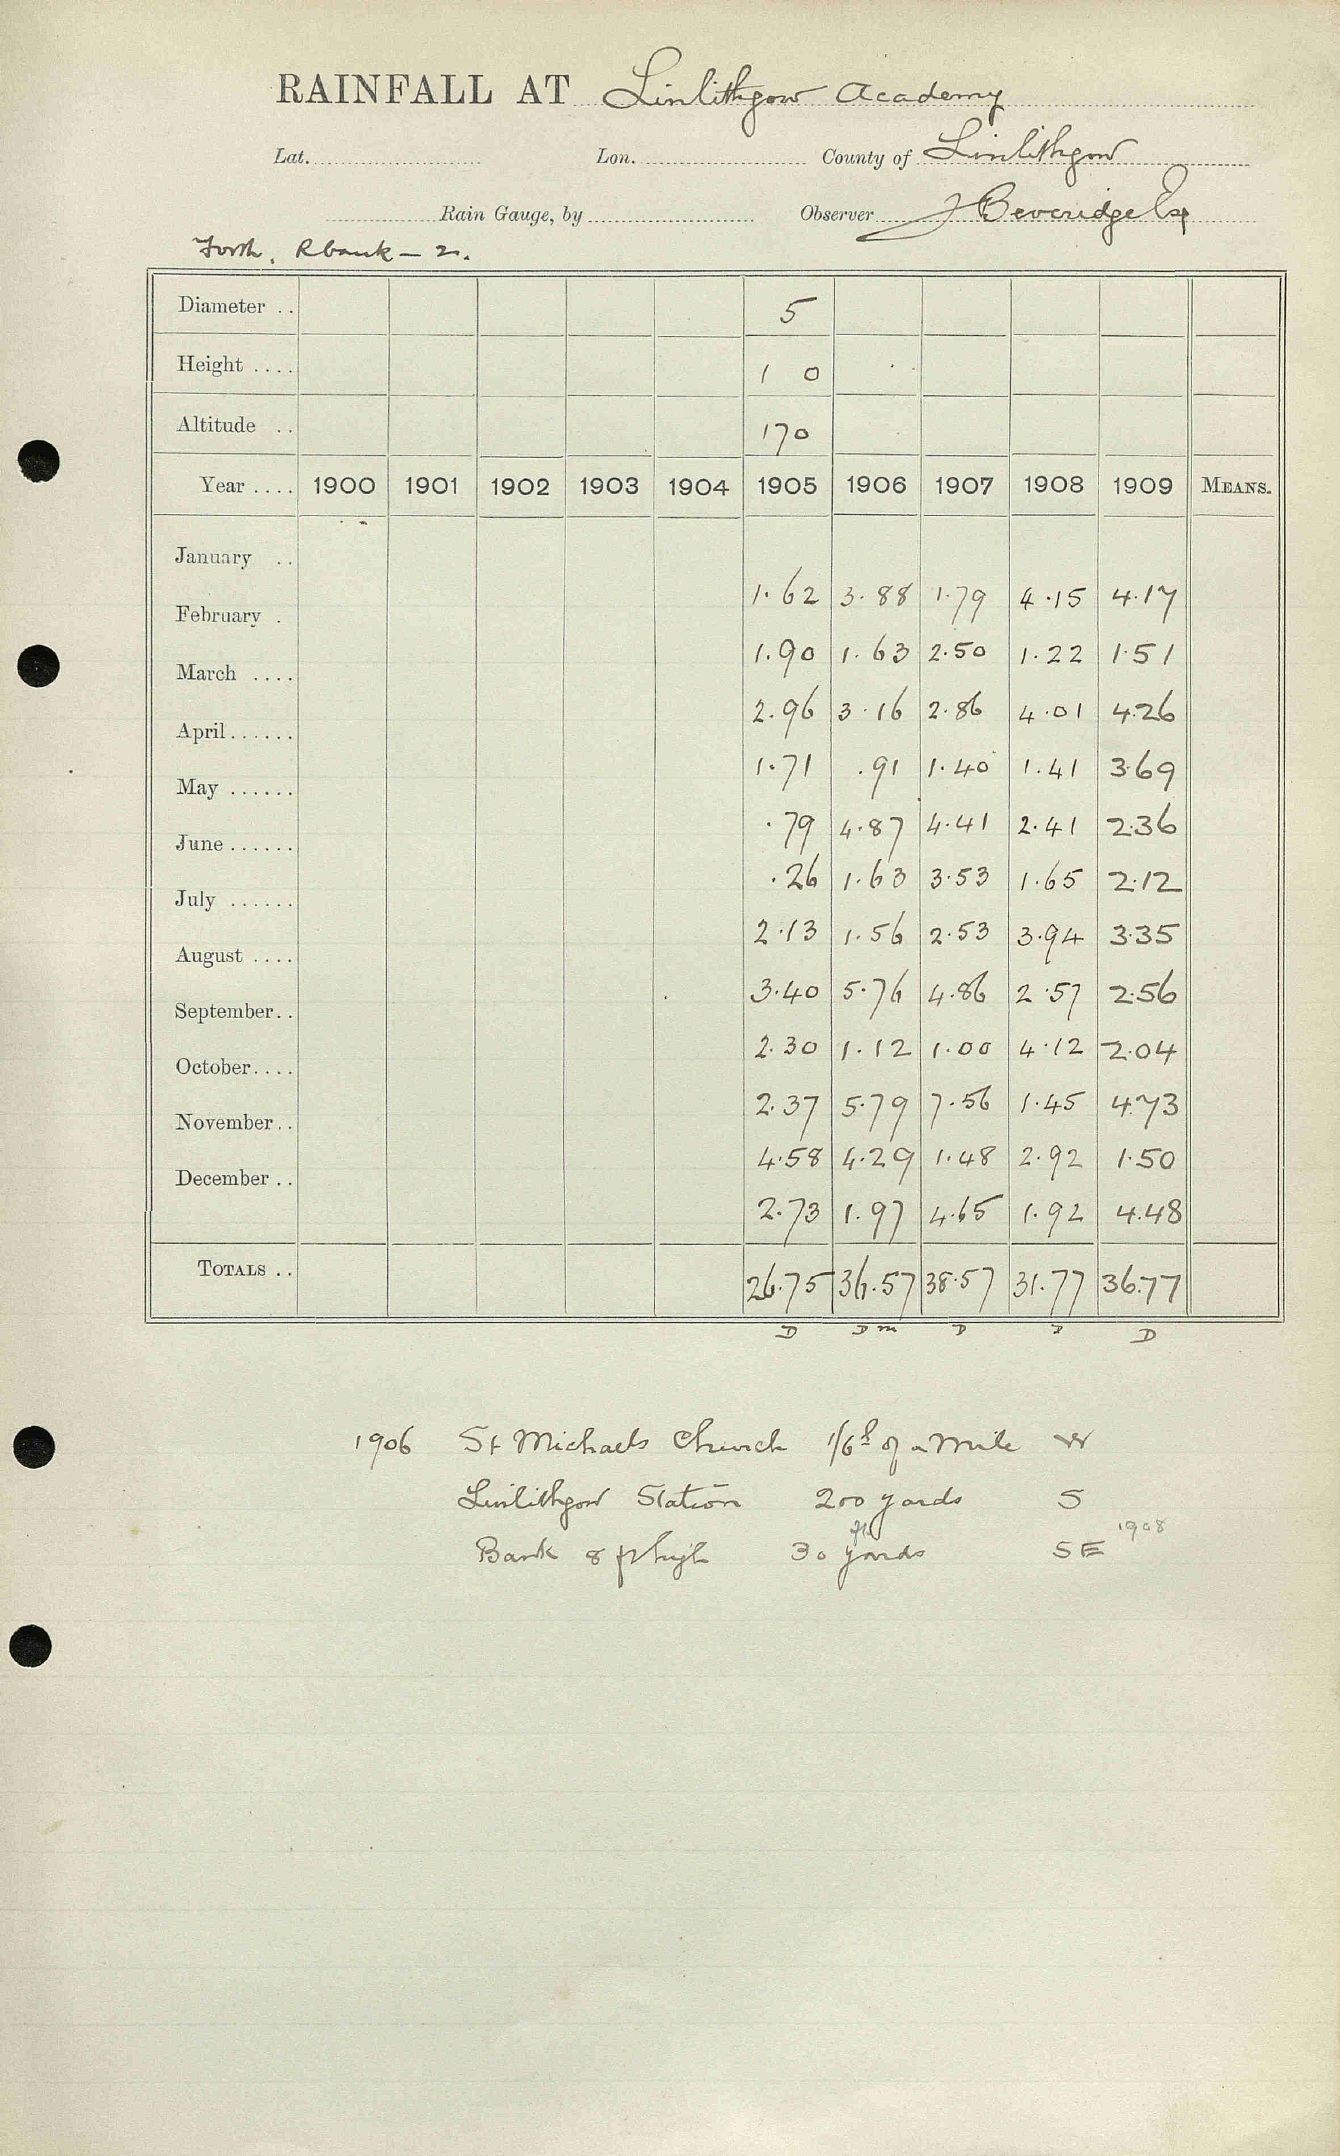 RAINFALL AT Linlithgow Academy
Lat. Lon. County of Linlithgow
Rain Gauge, by Observer J Beveridge Esq
Forth, Rbank - 2.
Diameter .. 5
Height .... 1 0
Altitude .. 170
Year .... 1900 1901 1902 1903 1904 1905 1906 1907 1908 1909 MEANS.
January .. 1.62 3.88 1.79 4.15 4.17
February . 1.90 1.63 2.50 1.22 1.51
March .... 2.96 3.16 2.86 4.01 4.26
April...... 1.71 .91 1.40 1.41 3.69
May ...... .79 4.87 4.41 2.41 2.36
June ...... .26 1.63 3.53 1.65 2.12
July ...... 2.13 1.56 2.53 3.94 3.35
August .... 3.40 5.76 4.86 2.57 2.56
September.. 2.30 1.12 1.00 4.12 2.04
October.... 2.37 5.79 7.56 1.45 4.73
November.. 4.58 4.29 1.48 2.92 1.50
December .. 2.73 1.97 4.65 1.92 4.48
TOTALS .. 26.75 36.57 38.57 31.77 36.77
D D m D D D
1906 St Michaels Church 1/6th of a Mile W
Linlithgow Station 200 yards S
ft 1908
Bank 8 ft high 30 yards SE